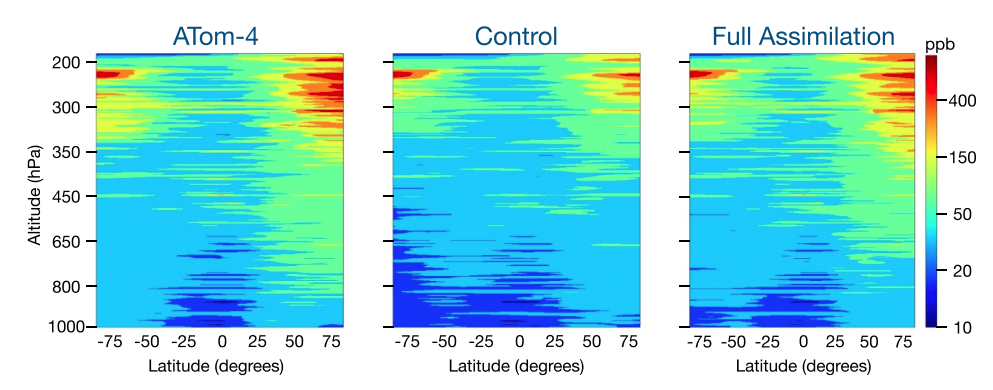 ATom-4 Control Full Assimilation
ppb
200
300
350
450
650
800
1000
Altitude (hPa)
-75 -50 -25 0 25 50 75
Latitude (degrees)
-75 -50 -25 0 25 50 75
Latitude (degrees)
-75 -50 -25 0 25 50 75
Latitude (degrees)
400
150
50
20
10